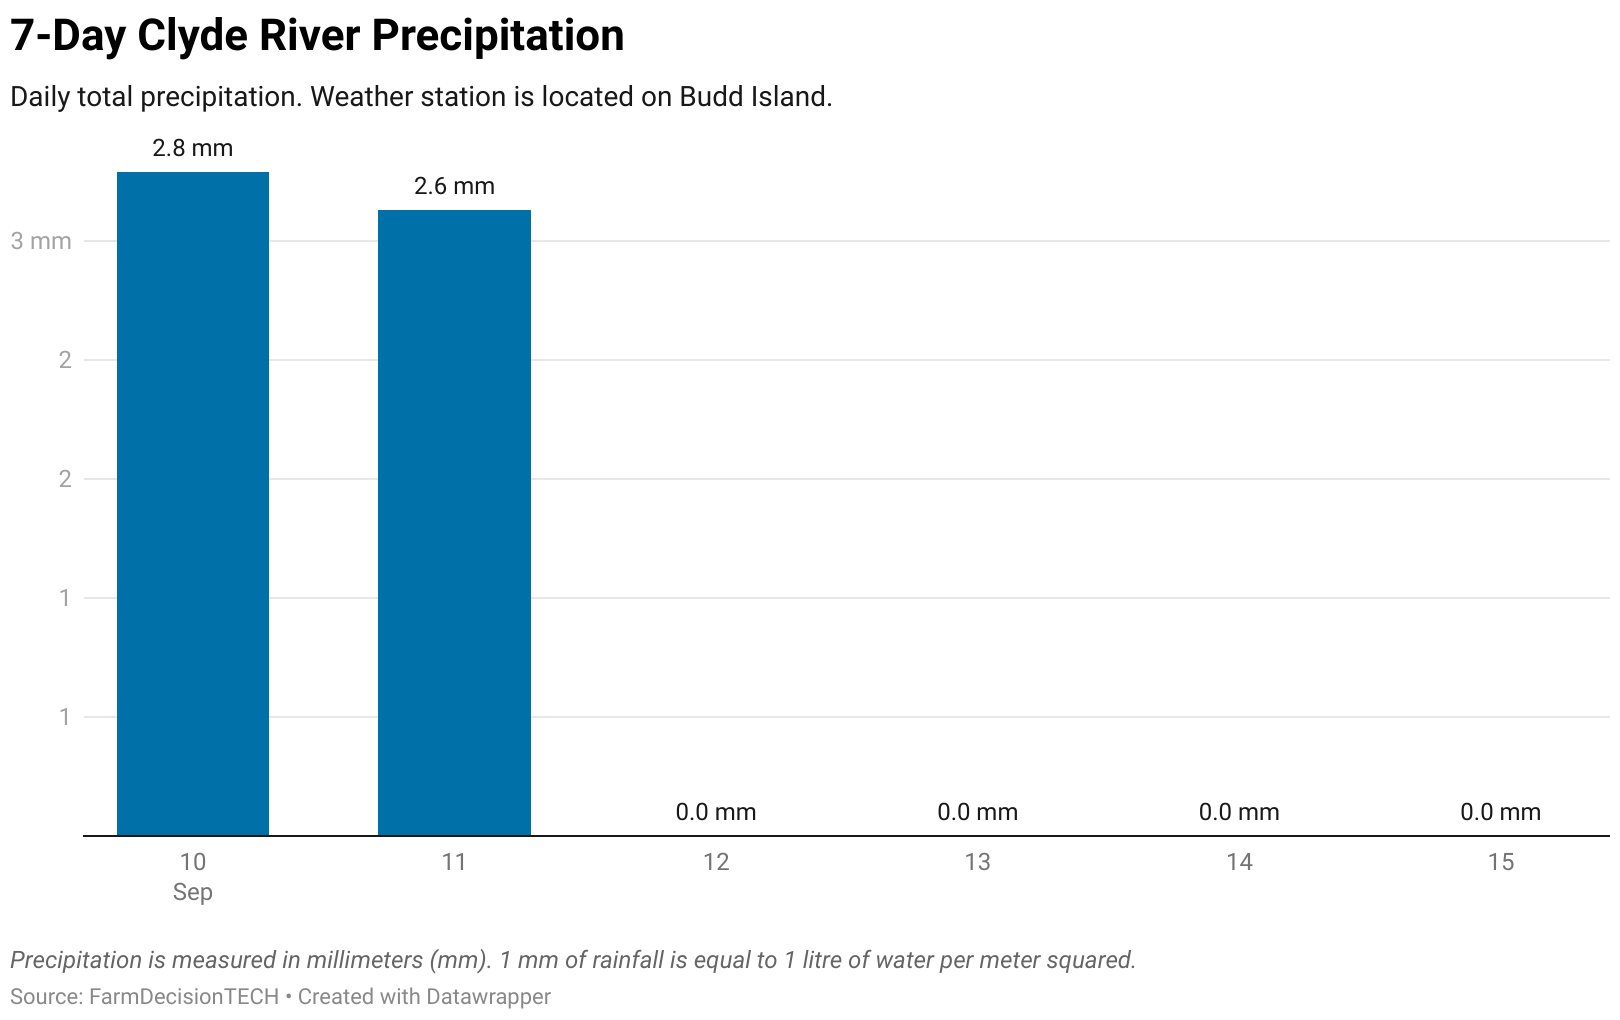 7-Day Clyde River Precipitation
Daily total precipitation. Weather station is located on Budd Island.
2.8 mm
2.6 mm
3 mm
2
2
1
1
0.0 mm 0.0 mm 0.0 mm 0.0 mm
10 11 12 13 14 15
Sep
Precipitation is measured in millimeters (mm). 1 mm of rainfall is equal to 1 litre of water per meter squared.
Source: FarmDecisionTECH • Created with Datawrapper